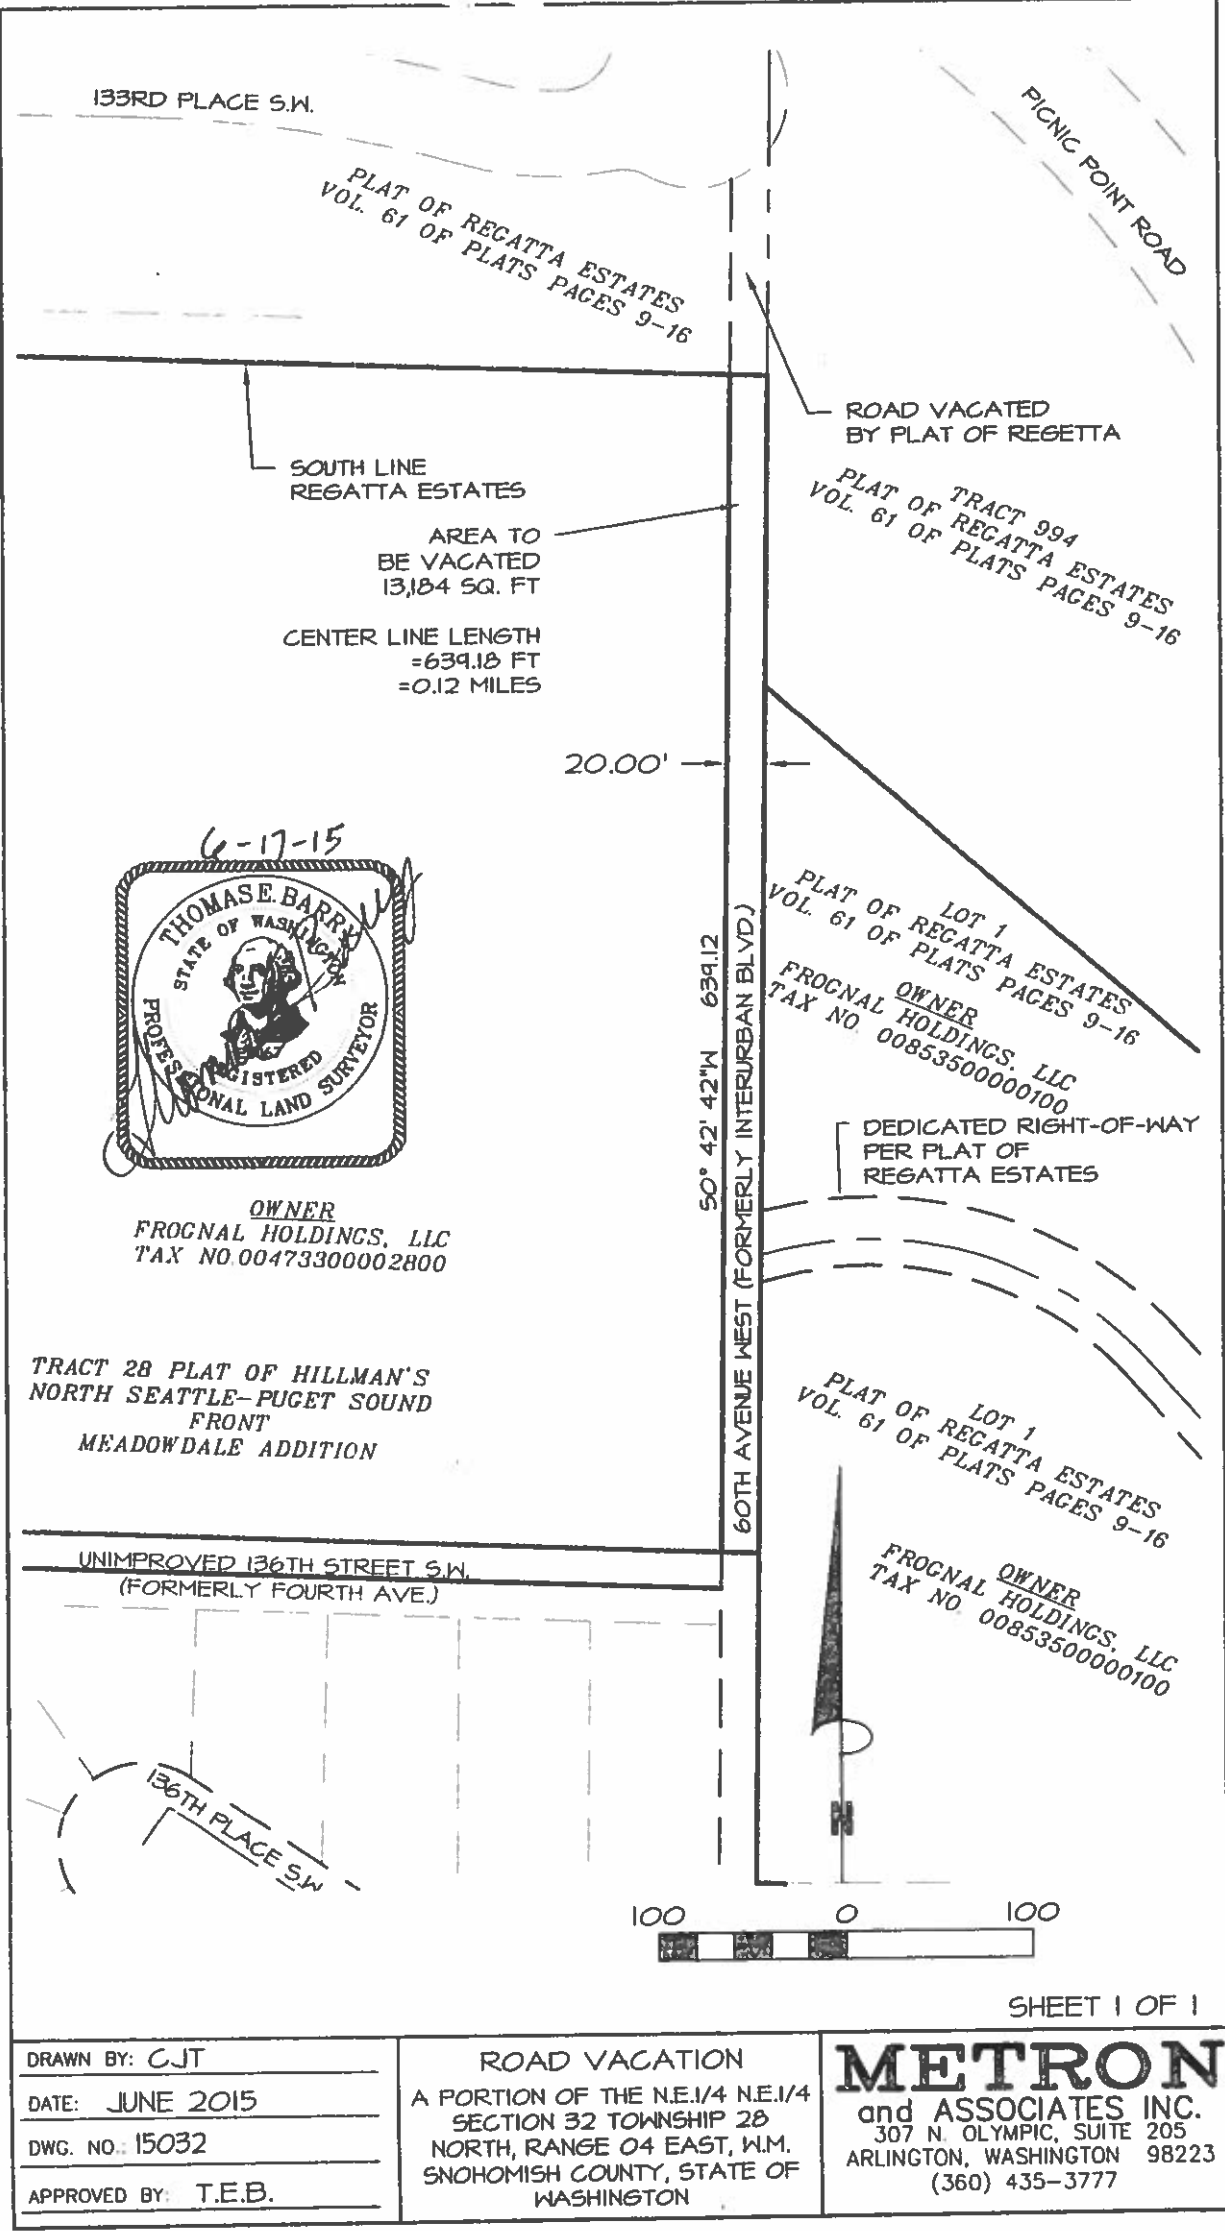 133RD PLACE S.W.
PICNIC POINT ROAD
PLAT OF REGATTA ESTATES
VOL. 61 OF PLATS PAGES 9-16
ROAD VACATED
BY PLAT OF REGETTA
SOUTH LINE
REGATTA ESTATES
AREA TO
BE VACATED
13,184 SQ. FT
CENTER LINE LENGTH
=639.18 FT
=0.12 MILES
TRACT 994
PLAT OF REGATTA ESTATES
VOL. 61 OF PLATS PAGES 9-16
20.00'
6-17-15
THOMAS E. BARRY
STATE OF WASHINGTON
REGISTERED
PROFESSIONAL LAND SURVEYOR
LOT 1
PLAT OF REGATTA ESTATES
VOL. 61 OF PLATS PAGES 9-16
OWNER
FROGNAL HOLDINGS, LLC
TAX NO. 00853500000100
S0° 42' 42"W 639.12
60TH AVENUE WEST (FORMERLY INTERURBAN BLVD.)
DEDICATED RIGHT-OF-WAY
PER PLAT OF
REGATTA ESTATES
OWNER
FROGNAL HOLDINGS, LLC
TAX NO.00473300002800
TRACT 28 PLAT OF HILLMAN'S
NORTH SEATTLE-PUGET SOUND
FRONT
MEADOWDALE ADDITION
LOT 1
PLAT OF REGATTA ESTATES
VOL. 61 OF PLATS PAGES 9-16
OWNER
FROGNAL HOLDINGS, LLC
TAX NO 00853500000100
UNIMPROVED 136TH STREET S.W.
(FORMERLY FOURTH AVE.)
136TH PLACE S.W
N
100 0 100
SHEET 1 OF 1
DRAWN BY: CJT
DATE: JUNE 2015
DWG. NO.: 15032
APPROVED BY: T.E.B.
ROAD VACATION
A PORTION OF THE N.E.1/4 N.E.1/4
SECTION 32 TOWNSHIP 28
NORTH, RANGE 04 EAST, W.M.
SNOHOMISH COUNTY, STATE OF
WASHINGTON
METRON
and ASSOCIATES INC.
307 N. OLYMPIC, SUITE 205
ARLINGTON, WASHINGTON 98223
(360) 435-3777